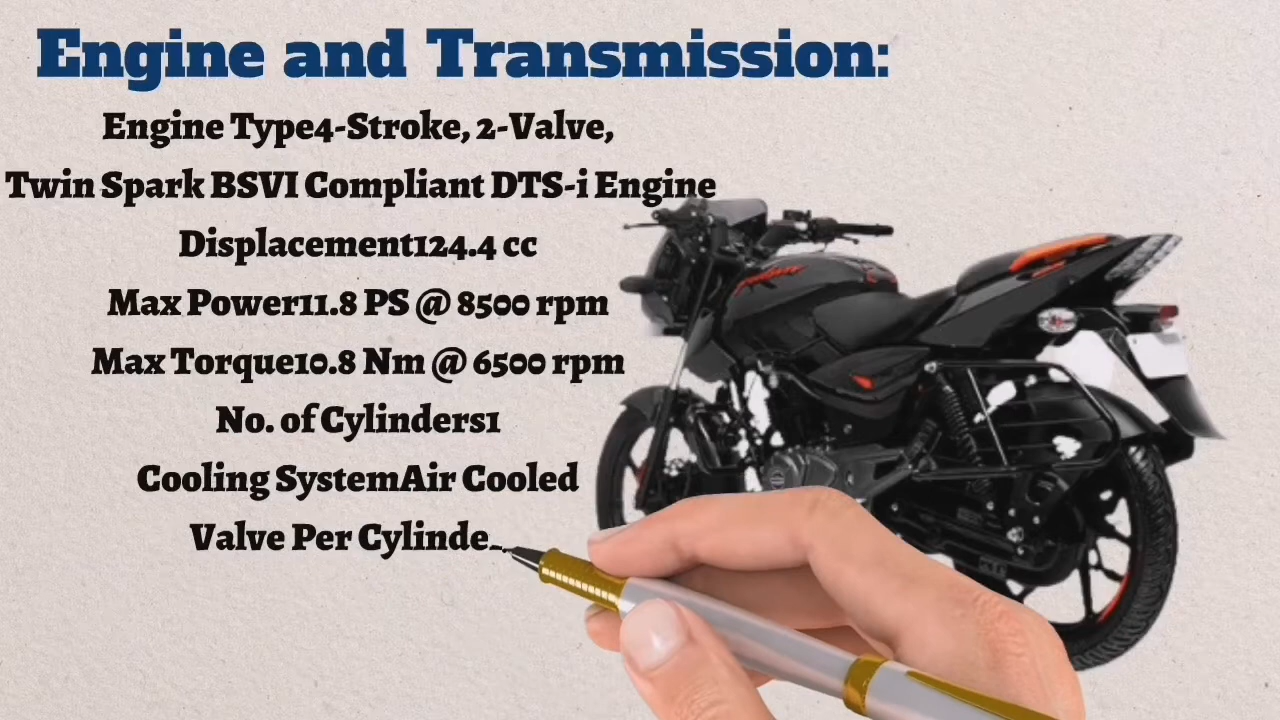 Engine and Transmission:
Engine Type4-Stroke, 2-Valve,
Twin Spark BSVI Compliant DTS-i Engine
Displacement124.4 cc
Max Power11.8 PS @ 8500 rpm
Max Torque10.8 Nm @ 6500 rpm
No. of Cylinders1
Cooling SystemAir Cooled
Valve Per Cylinde